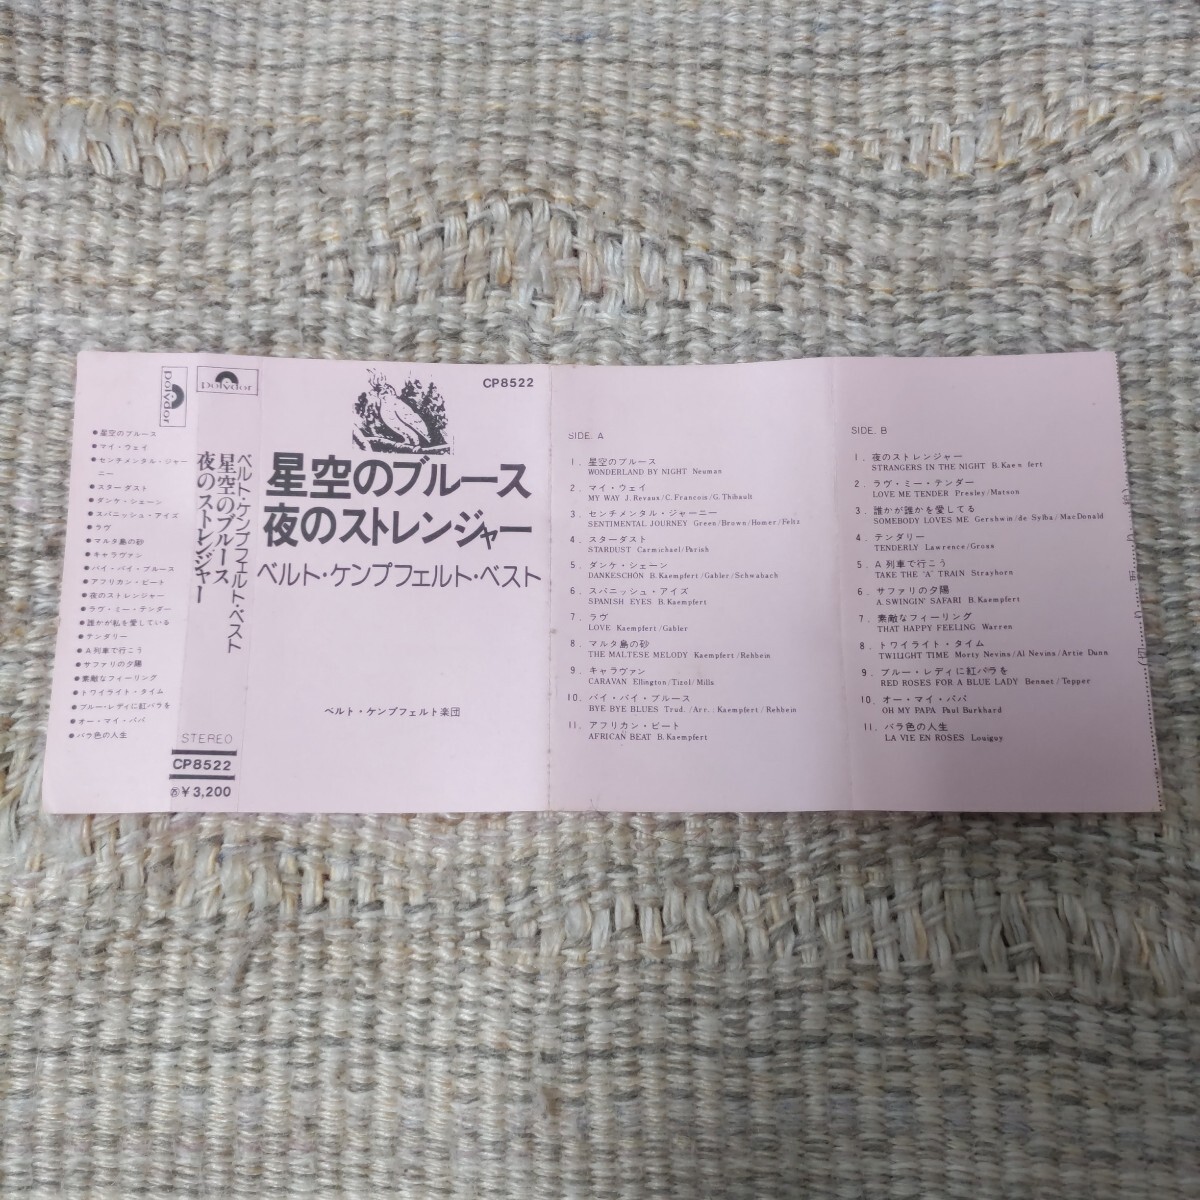 Polydor
●星空のブルース
●マイ・ウェイ
●センチメンタル・ジャー
ニー
●スターダスト
●ダンケ・シェーン
●スパニッシュ・アイズ
●ラヴ
●マルタ島の砂
●キャラヴァン
●バイ・バイ・ブルース
●アフリカン・ビート
●夜のストレンジャー
●ラヴ・ミー・テンダー
●誰かが私を愛している
●テンダリー
●A列車で行こう
●サファリの夕陽
●素敵なフィーリング
●トワイライト・タイム
●ブルー・レディに紅バラを
●オー・マイ・パパ
●バラ色の人生
Polydor
ベルト・ケンプフェルト・ベスト
星空のブルース
夜のストレンジャー
STEREO
CP8522
¥3,200
CP8522
星空のブルース
夜のストレンジャー
ベルト・ケンプフェルト・ベスト
ベルト・ケンプフェルト楽団
SIDE. A
1. 星空のブルース
WONDERLAND BY NIGHT Neuman
2. マイ・ウェイ
MY WAY J. Revaux/C. Francois/G. Thibault
3. センチメンタル・ジャーニー
SENTIMENTAL JOURNEY Green/Brown/Homer/Feltz
4. スターダスト
STARDUST Carmichael/Parish
5. ダンケ・シェーン
DANKESCHÖN B. Kaempfert/Gabler/Schwabach
6. スパニッシュ・アイズ
SPANISH EYES B. Kaempfert
7. ラヴ
LOVE Kaempfert/Gabler
8. マルタ島の砂
THE MALTESE MELODY Kaempfert/Rehbein
9. キャラヴァン
CARAVAN Ellington/Tizol/Mills
10. バイ・バイ・ブルース
BYE BYE BLUES Trud./Arr.: Kaempfert/Rehbein
11. アフリカン・ビート
AFRICAN BEAT B. Kaempfert
SIDE. B
1. 夜のストレンジャー
STRANGERS IN THE NIGHT B. Kaempfert
2. ラヴ・ミー・テンダー
LOVE ME TENDER Presley/Matson
3. 誰かが誰かを愛してる
SOMEBODY LOVES ME Gershwin/de Sylba/MacDonald
4. テンダリー
TENDERLY Lawrence/Gross
5. A列車で行こう
TAKE THE "A" TRAIN Strayhorn
6. サファリの夕陽
A. SWINGIN' SAFARI B. Kaempfert
7. 素敵なフィーリング
THAT HAPPY FEELING Warren
8. トワイライト・タイム
TWILIGHT TIME Morty Nevins/Al Nevins/Artie Dunn
9. ブルー・レディに紅バラを
RED ROSES FOR A BLUE LADY Bennet/Tepper
10. オー・マイ・パパ
OH MY PAPA Paul Burkhard
11. バラ色の人生
LA VIE EN ROSES Louiguy